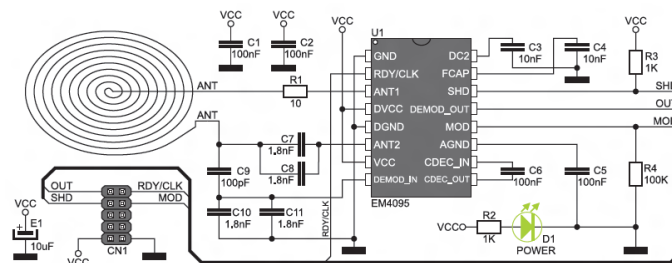 VCC VCC VCC U1 VCC
C1 100nF C2 100nF
GND DC2 C3 10nF C4 10nF R3 1K
RDY/CLK FCAP
ANT R1 10 ANT1 SHD SHD
DVCC DEMOD_OUT OUT
ANT DGND MOD MOD
C7 1.8nF ANT2 AGND
C8 1.8nF VCC CDEC_IN C6 100nF C5 100nF R4 100K
C9 100pF DEMOD_IN CDEC_OUT
EM4095
OUT RDY/CLK
SHD MOD
C10 1.8nF C11 1.8nF RDY/CLK
VCC E1 10uF
VCC R2 1K D1 POWER
VCC CN1